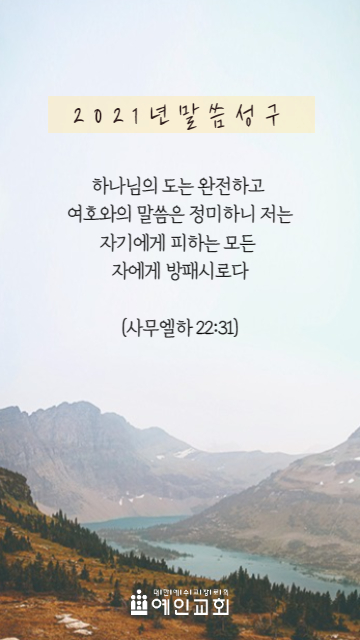 2021년말씀성구
하나님의 도는 완전하고
여호와의 말씀은 정미하니 저는
자기에게 피하는 모든
자에게 방패시로다
(사무엘하 22:31)
예인교회